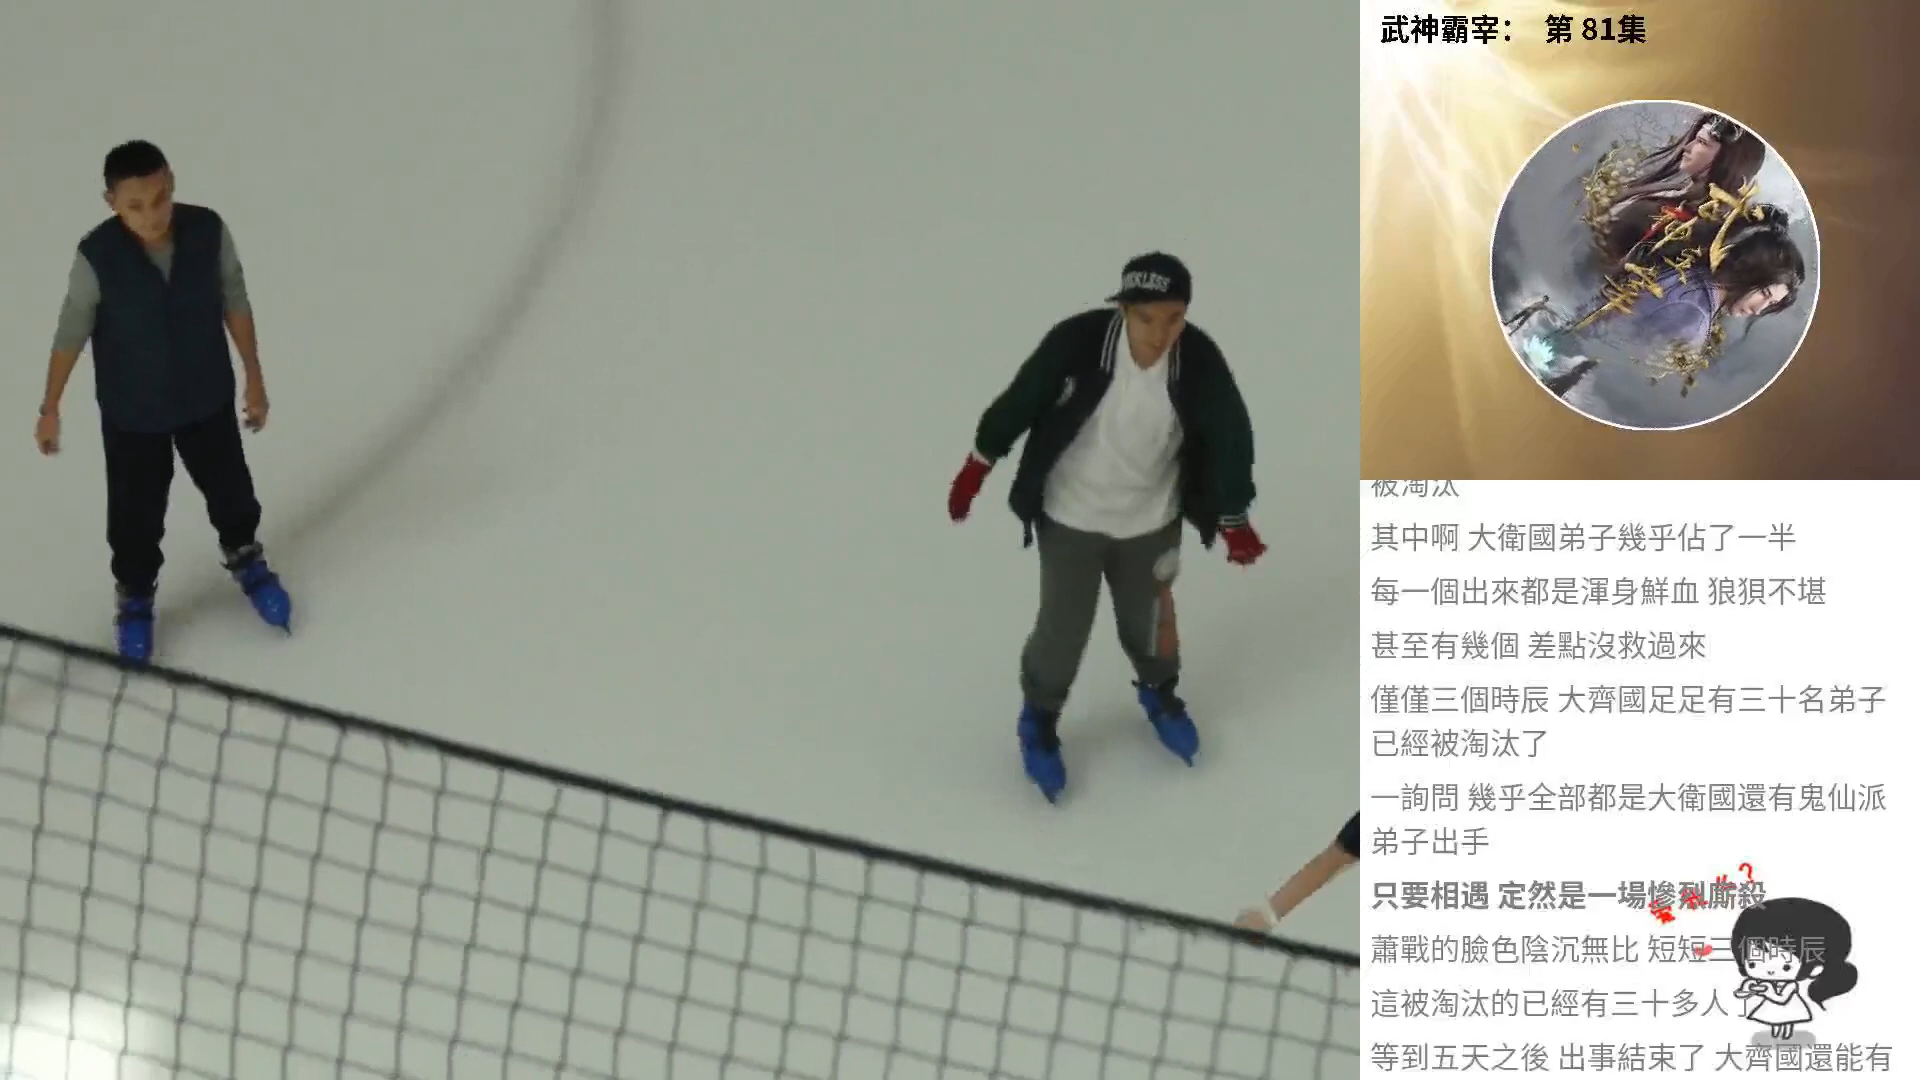 武神霸宰： 第 81集
被淘汰
其中啊 大衛國弟子幾乎佔了一半
每一個出來都是渾身鮮血 狼狽不堪
甚至有幾個 差點沒救過來
僅僅三個時辰 大齊國足足有三十名弟子
已經被淘汰了
一詢問 幾乎全部都是大衛國還有鬼仙派
弟子出手
只要相遇 定然是一場慘烈廝殺
蕭戰的臉色陰沉無比 短短三個時辰
這被淘汰的已經有三十多人
等到五天之後 出事結束了 大齊國還能有